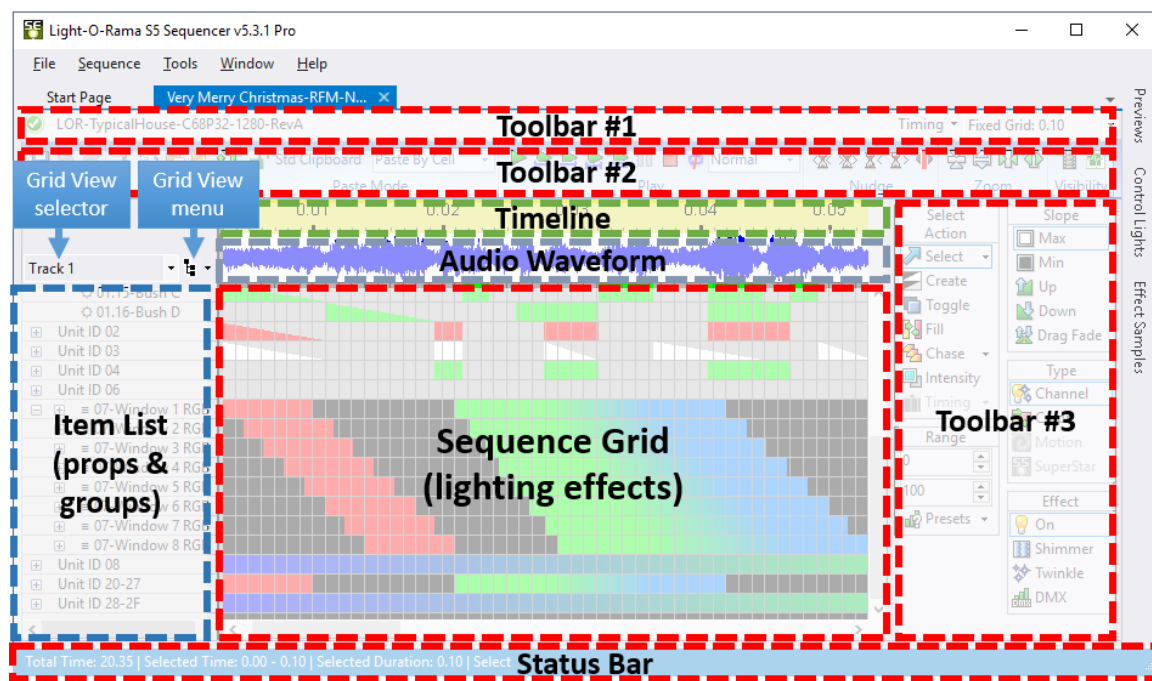 Light-O-Rama S5 Sequencer v5.3.1 Pro
File Sequence Tools Window Help
Start Page Very Merry Christmas-RFM-N... ×
Previews
Control Lights
Effect Samples
LOR-TypicalHouse-C68P32-1280-RevA Timing Fixed Grid: 0.10
Toolbar #1
Std Clipboard Paste By Cell Normal
Toolbar #2
Paste Mode Play Nudge Zoom Visibility
Grid View selector
Grid View menu
0.01 0.02 0.04 0.05
Timeline
Audio Waveform
Track 1
01.15-Bush C
01.16-Bush D
Unit ID 02
Unit ID 03
Unit ID 04
Unit ID 06
07-Window 1 RG
2 RG
07-Window 3 RG
4 RG
07-Window 5 RG
6 RG
07-Window 7 RG
07-Window 8 RG
Unit ID 08
Unit ID 20-27
Unit ID 28-2F
Item List
(props &
groups)
Sequence Grid
(lighting effects)
Select
Action
Select
Create
Toggle
Fill
Chase
Intensity
Timing
Range
0
100
Presets
Slope
Max
Min
Up
Down
Drag Fade
Type
Channel
Toolbar #3
Motion
SuperStar
Effect
On
Shimmer
Twinkle
DMX
Total Time: 20.35 | Selected Time: 0.00 - 0.10 | Selected Duration: 0.10 | Select
Status Bar